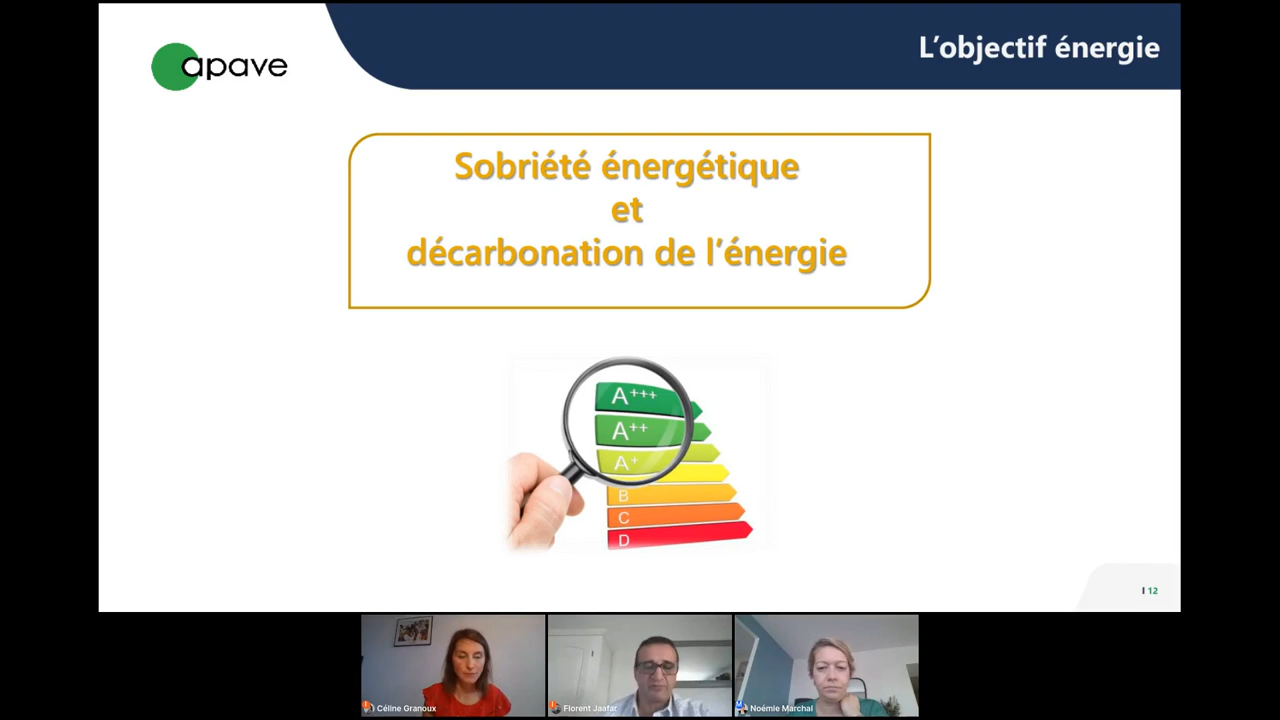 apave
L'objectif énergie
Sobriété énergétique
et
décarbonation de l'énergie
A+++
A++
A+
B
C
D
I 12
Céline Granoux
Florent Jaafar
Noémie Marchal